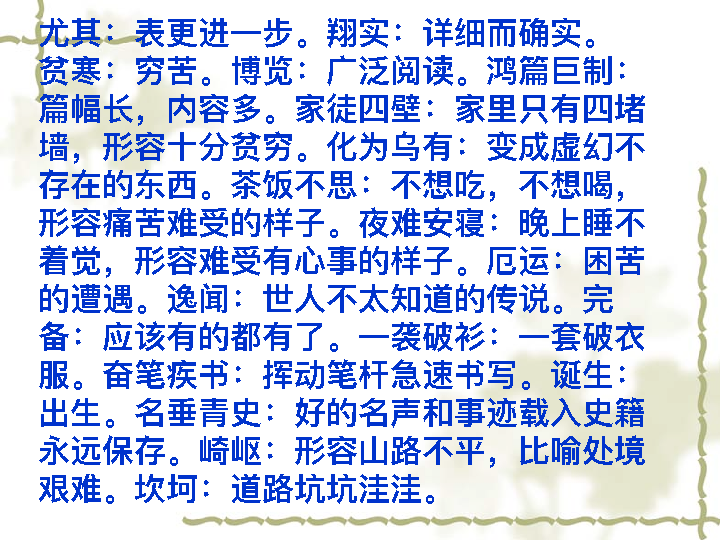 尤其：表更进一步。翔实：详细而确实。
贫寒：穷苦。博览：广泛阅读。鸿篇巨制：
篇幅长，内容多。家徒四壁：家里只有四堵
墙，形容十分贫穷。化为乌有：变成虚幻不
存在的东西。茶饭不思：不想吃，不想喝，
形容痛苦难受的样子。夜难安寝：晚上睡不
着觉，形容难受有心事的样子。厄运：困苦
的遭遇。逸闻：世人不太知道的传说。完
备：应该有的都有了。一袭破衫：一套破衣
服。奋笔疾书：挥动笔杆急速书写。诞生：
出生。名垂青史：好的名声和事迹载入史籍
永远保存。崎岖：形容山路不平，比喻处境
艰难。坎坷：道路坑坑洼洼。